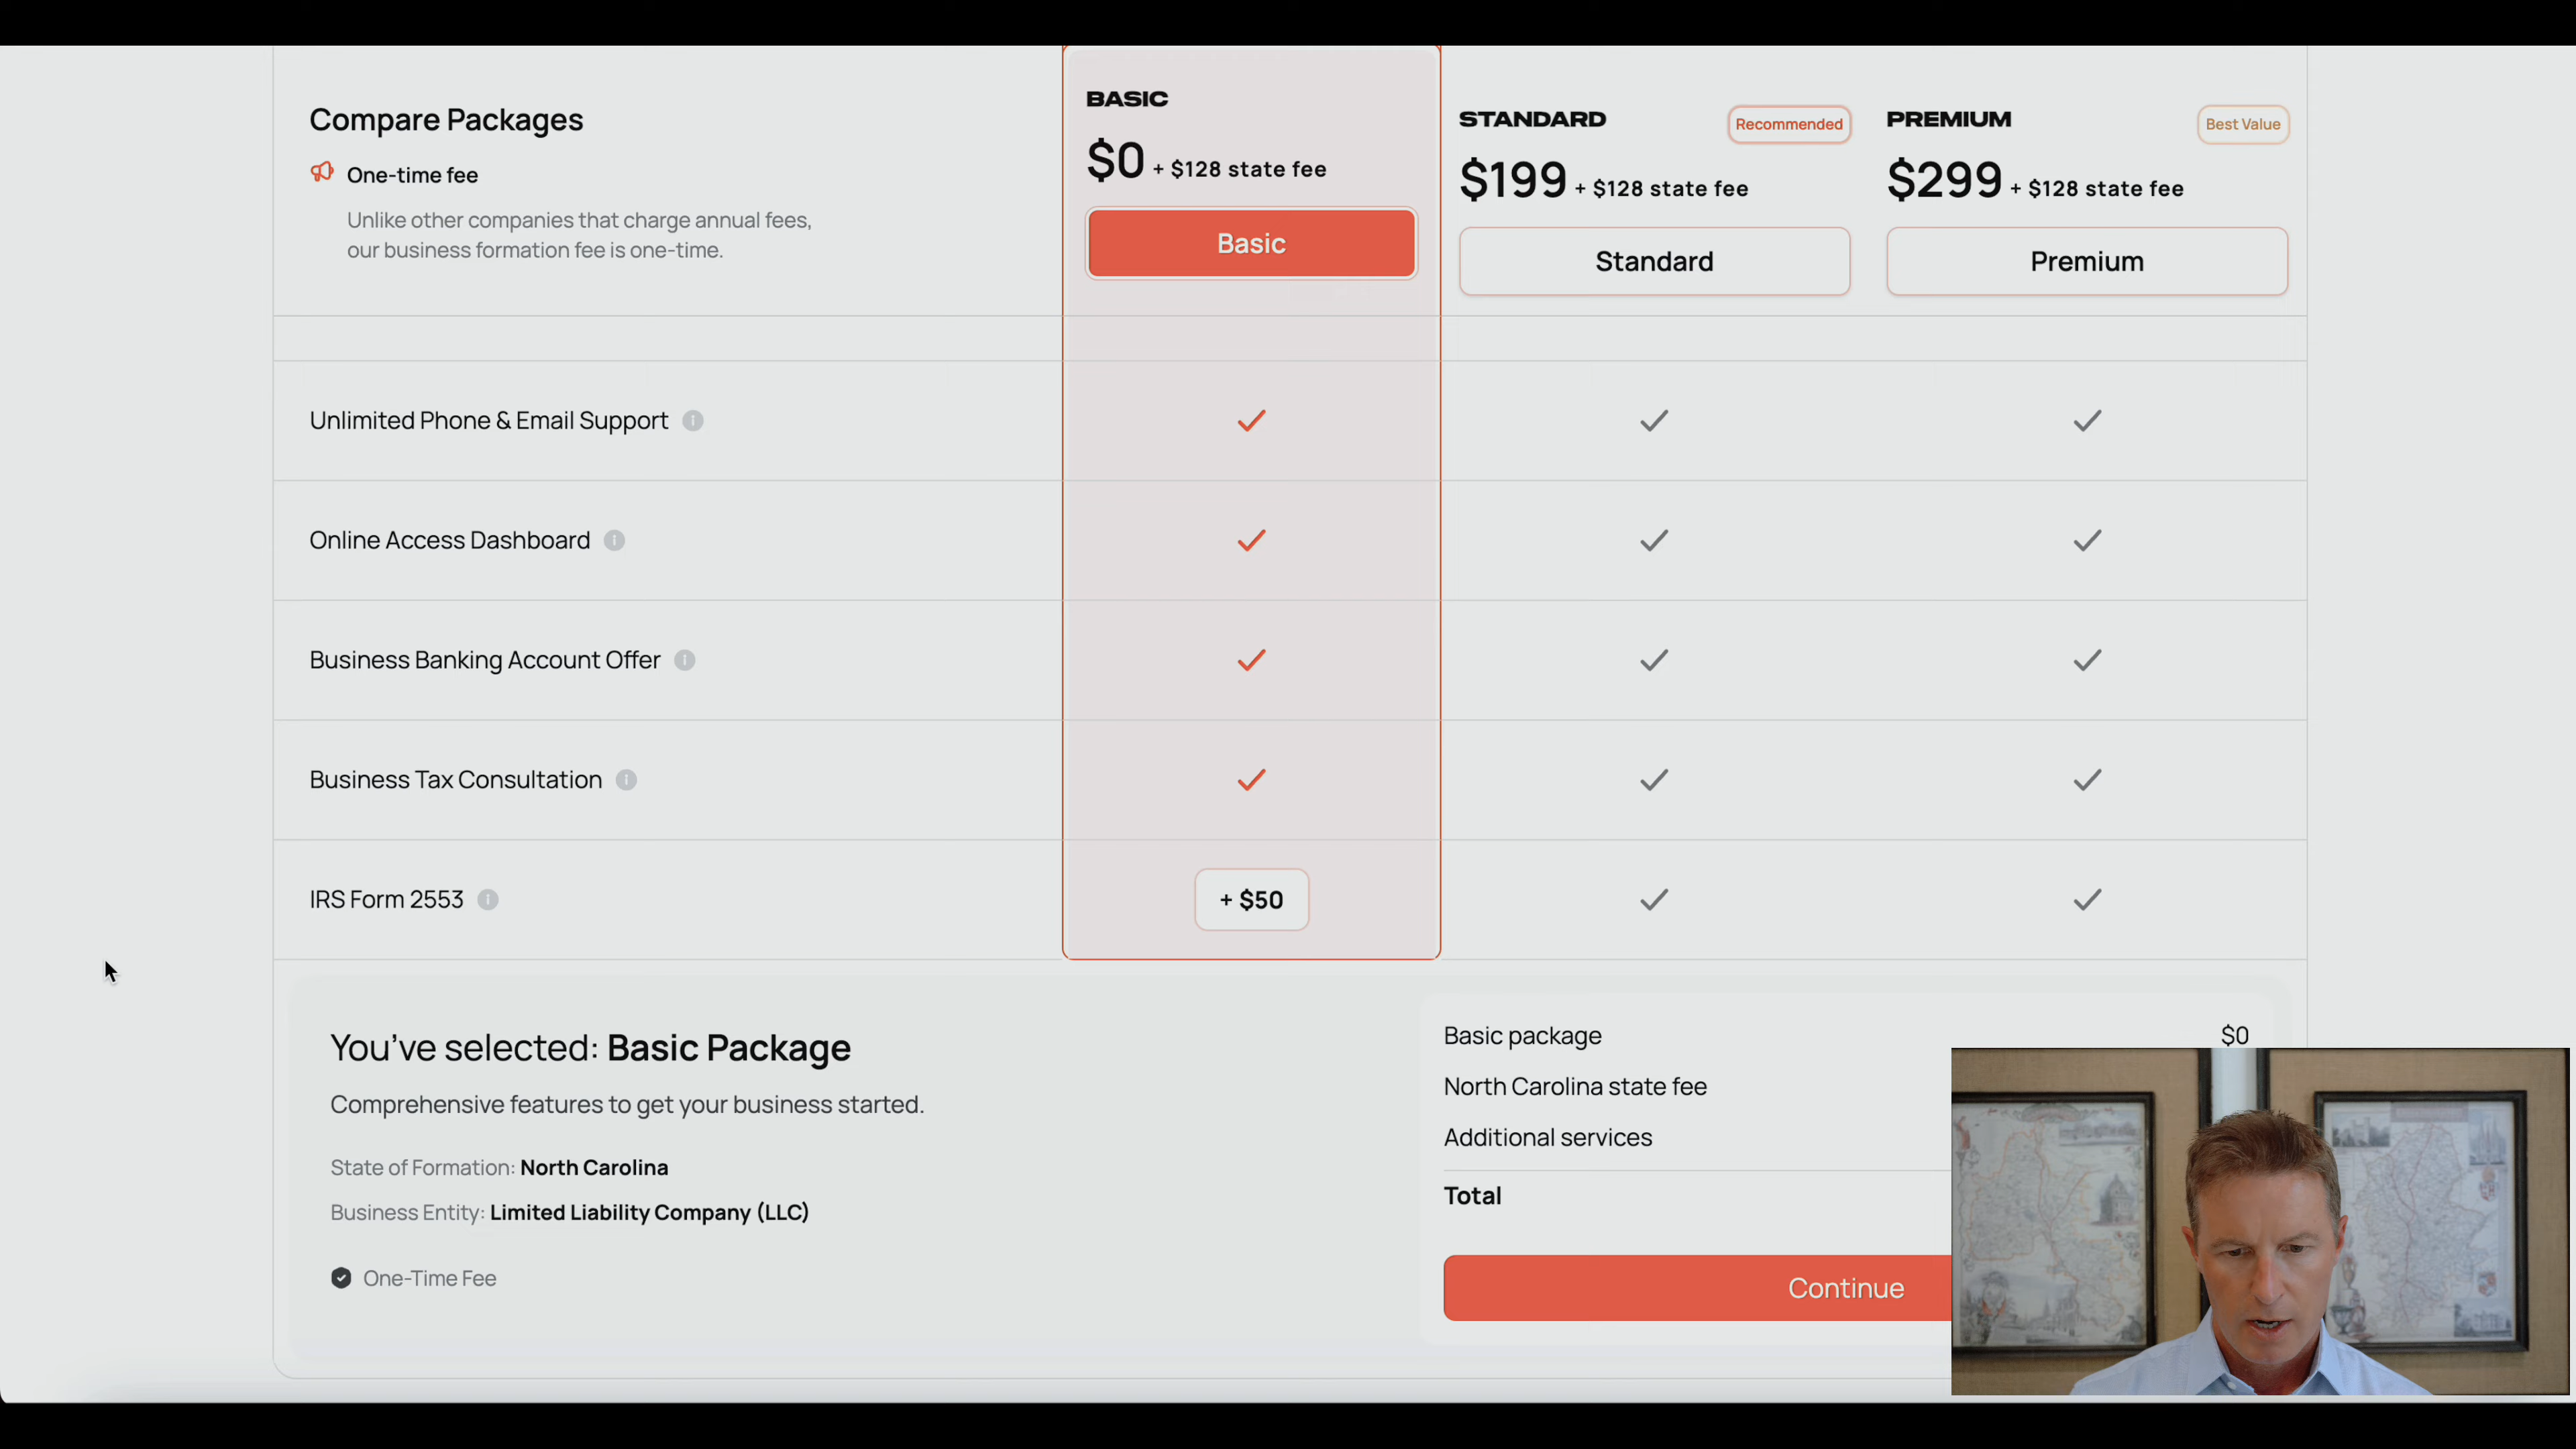 Compare Packages
One-time fee
Unlike other companies that charge annual fees,
our business formation fee is one-time.
BASIC
$0 + $128 state fee
Basic
STANDARD
Recommended
$199 + $128 state fee
Standard
PREMIUM
Best Value
$299 + $128 state fee
Premium
Unlimited Phone & Email Support
Online Access Dashboard
Business Banking Account Offer
Business Tax Consultation
IRS Form 2553
+ $50
You've selected: Basic Package
Comprehensive features to get your business started.
State of Formation: North Carolina
Business Entity: Limited Liability Company (LLC)
One-Time Fee
Basic package $0
North Carolina state fee
Additional services
Total
Continue